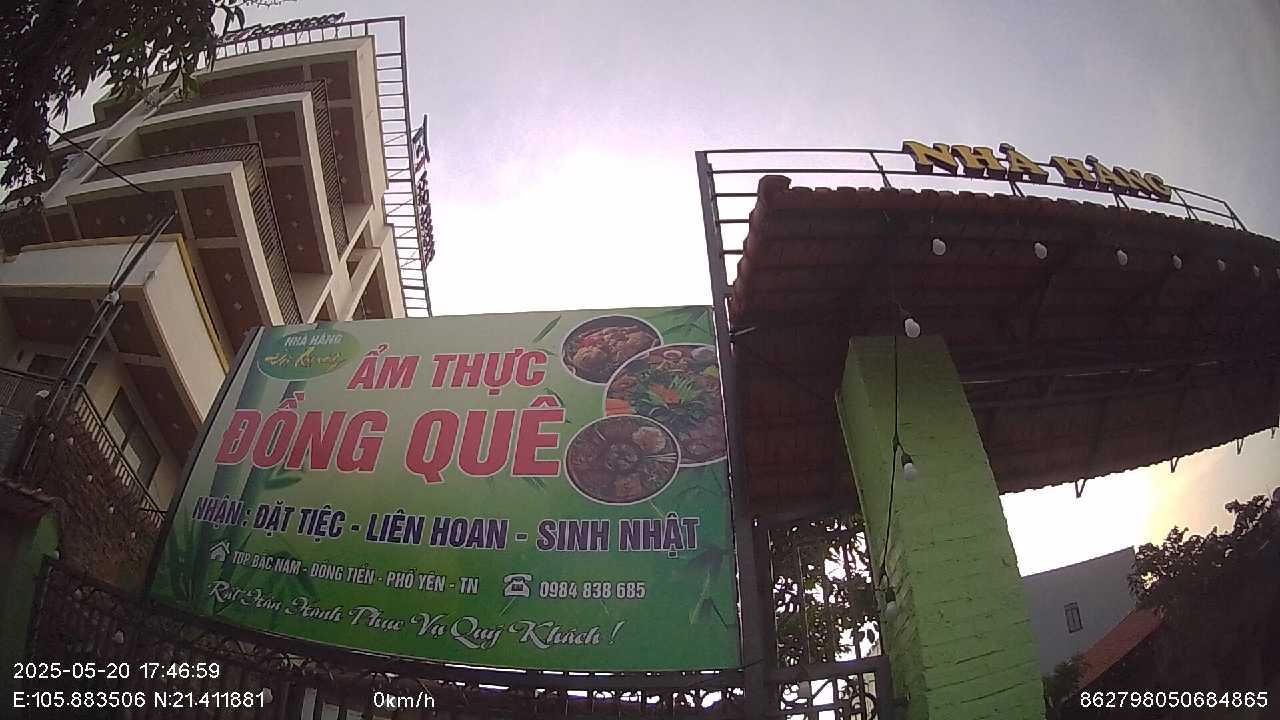 NHÀ HÀNG
NHÀ HÀNG
ẨM THỰC
ĐỒNG QUÊ
NHẬN: ĐẶT TIỆC - LIÊN HOAN - SINH NHẬT
TDP BẮC NAM - ĐỒNG TIẾN - PHỔ YÊN - TN
0984 838 685
Rất Hân Hạnh Phục Vụ Quý Khách !
2025-05-20 17:46:59
E:105.883506 N:21.411881
0km/h
862798050684865